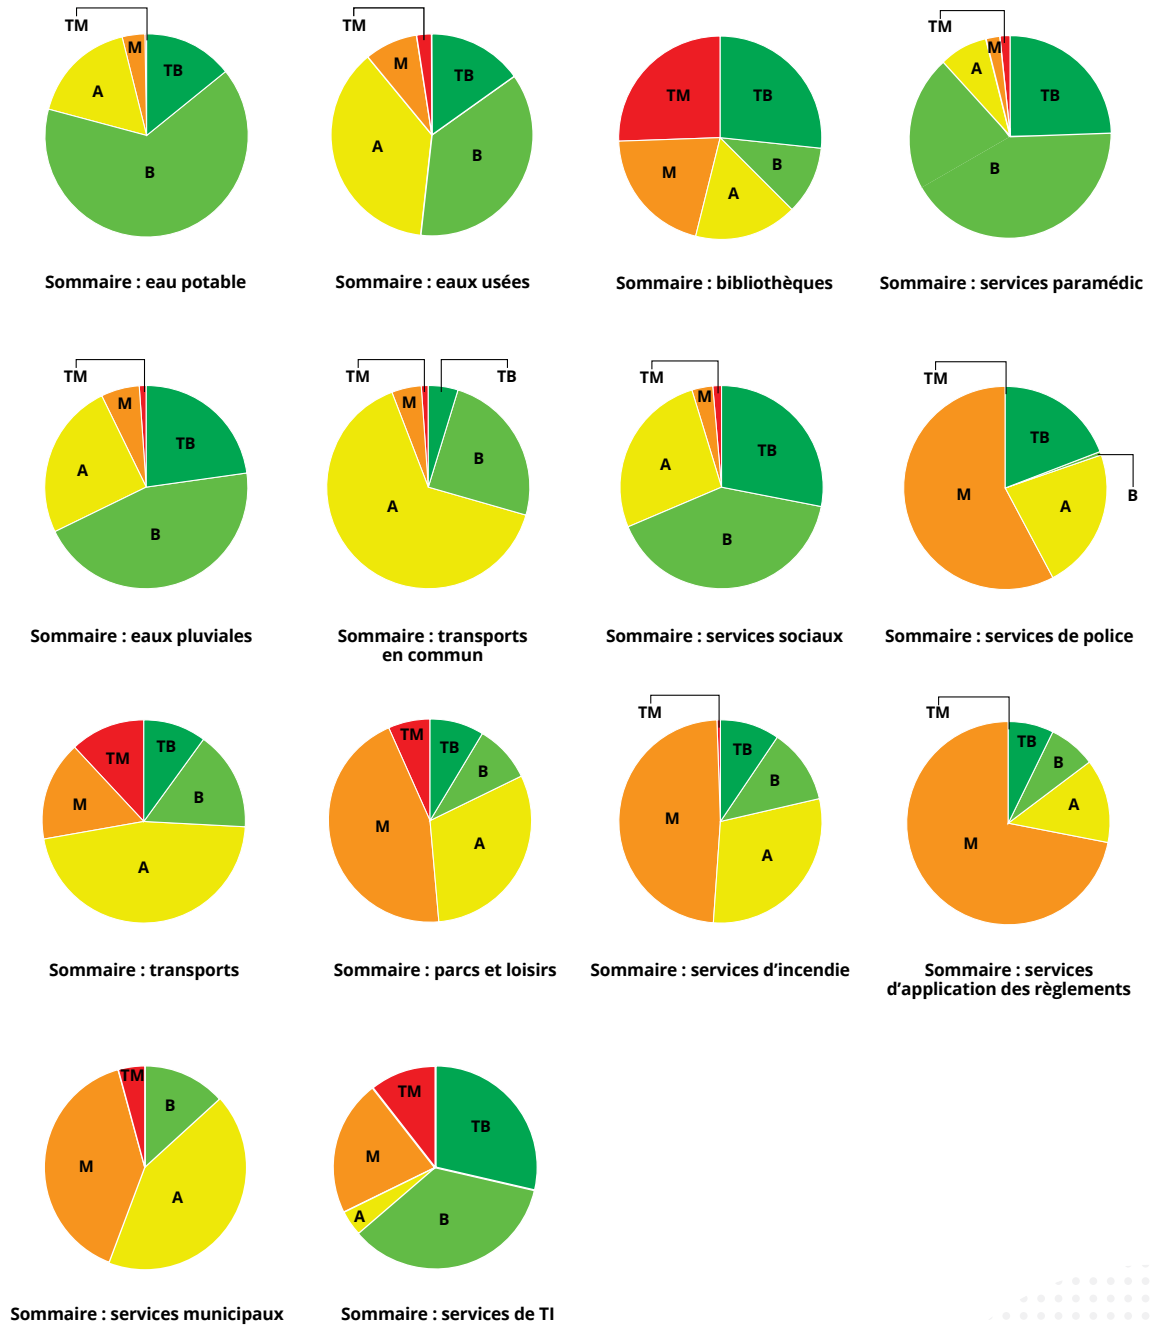 TM
M
TB
A
B
Sommaire : eau potable
TM
M
TB
A
B
Sommaire : eaux usées
TM
TB
B
M
A
Sommaire : bibliothèques
TM
M
A
TB
B
Sommaire : services paramédic
TM
M
TB
A
B
Sommaire : eaux pluviales
TM
TB
M
B
A
Sommaire : transports
en commun
TM
M
TB
A
B
Sommaire : services sociaux
TM
TB
M
A
B
Sommaire : services de police
TM
TB
B
M
A
Sommaire : transports
TM
TB
B
M
A
Sommaire : parcs et loisirs
TM
TB
B
M
A
Sommaire : services d’incendie
TM
TB
B
A
M
Sommaire : services
d’application des règlements
TM
B
M
A
Sommaire : services municipaux
TM
TB
M
A
B
Sommaire : services de TI